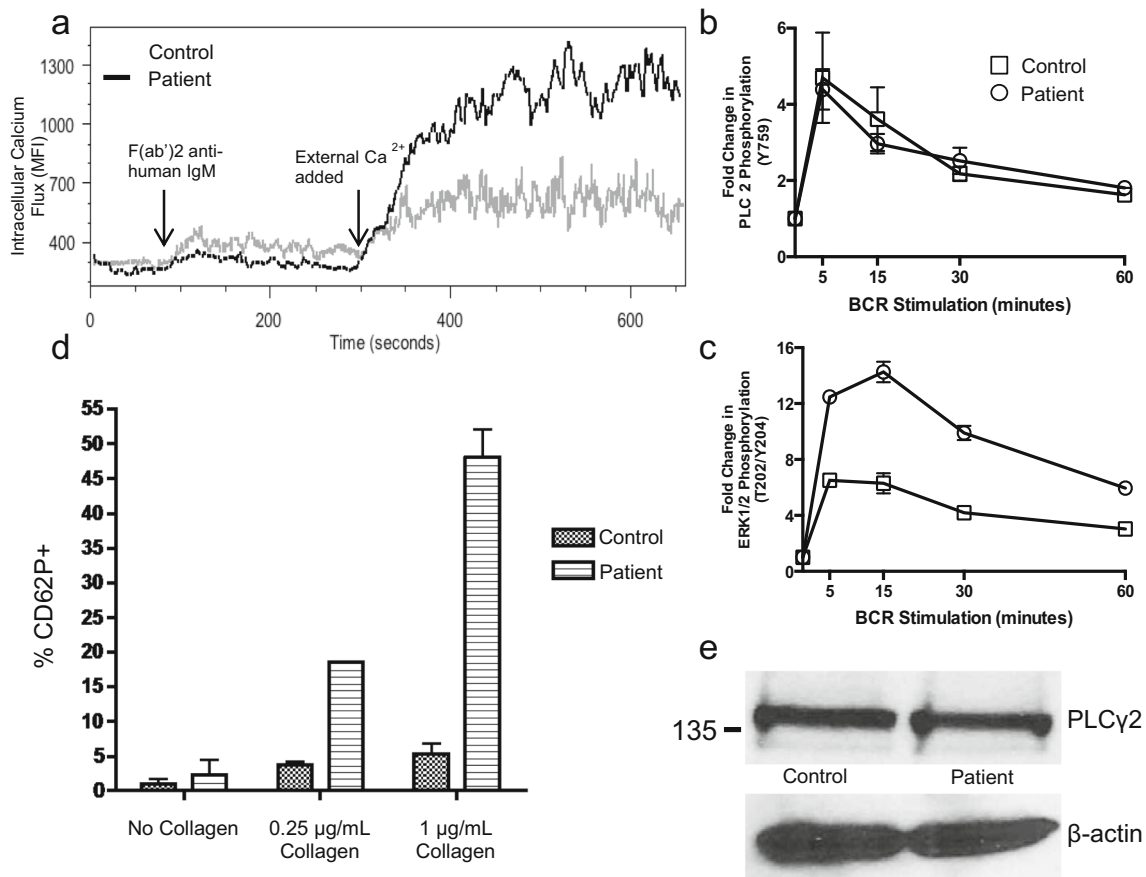 a
Control
Patient
Intracellular Calcium
Flux (MFI)
1300
1000
700
400
F(ab')2 anti-
human IgM
External Ca 2+
added
0
200
400
600
Time (seconds)
b
Fold Change in
PLC 2 Phosphorylation
(Y759)
6
4
2
0
Control
Patient
5
15
30
60
BCR Stimulation (minutes)
c
Fold Change in
ERK1/2 Phosphorylation
(T202/Y204)
16
12
8
4
0
5
15
30
60
BCR Stimulation (minutes)
d
% CD62P+
55
50
45
40
35
30
25
20
15
10
5
0
Control
Patient
No Collagen
0.25 µg/mL
Collagen
1 µg/mL
Collagen
e
135
PLCγ2
Control
Patient
β-actin